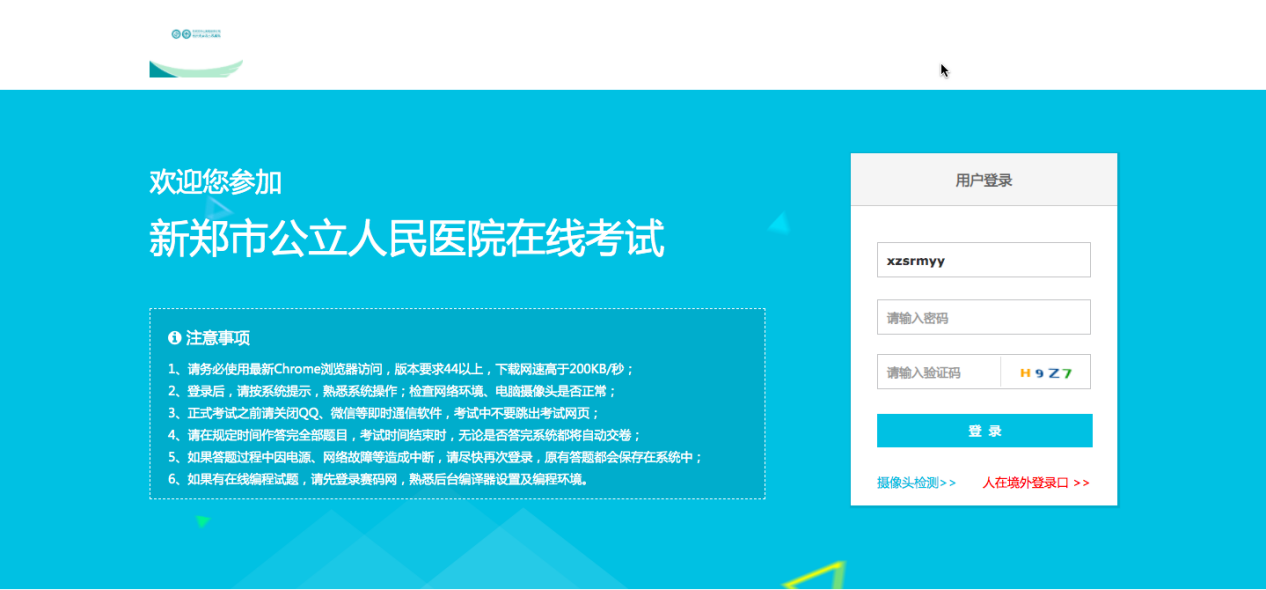 欢迎您参加
新郑市公立人民医院在线考试
注意事项
1、请务必使用最新Chrome浏览器访问，版本要求44以上，下载网速高于200KB/秒；
2、登录后，请按系统提示，熟悉系统操作；检查网络环境、电脑摄像头是否正常；
3、正式考试之前请关闭QQ、微信等即时通信软件，考试中不要跳出考试网页；
4、请在规定时间作答完全部题目，考试时间结束时，无论是否答完系统都将自动交卷；
5、如果答题过程中因电源、网络故障等造成中断，请尽快再次登录，原有答题都会保存在系统中；
6、如果有在线编程试题，请先登录赛码网，熟悉后台编译器设置及编程环境。
用户登录
xzsrmyy
请输入密码
请输入验证码 H9Z7
登 录
摄像头检测>> 人在境外登录口 >>